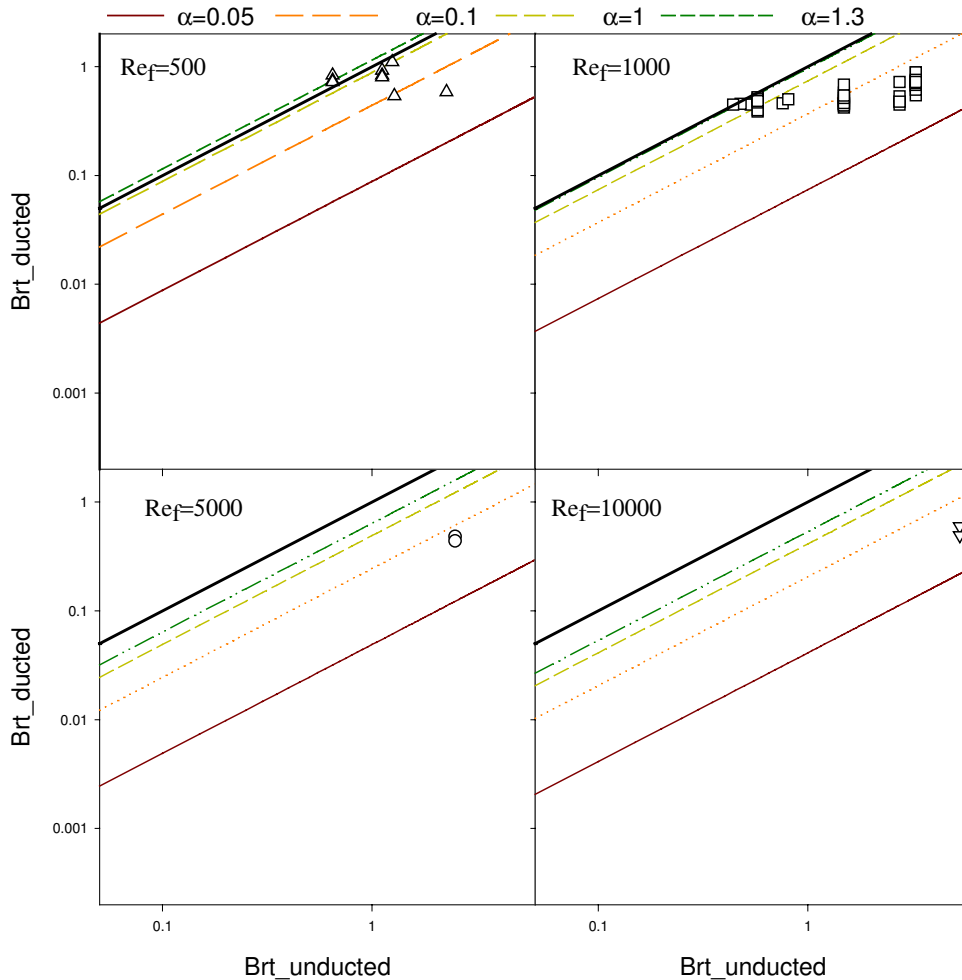 α=0.05 α=0.1 α=1 α=1.3
Ref=500
Ref=1000
1
0.1
0.01
0.001
Brt_ducted
Ref=5000
Ref=10000
1
0.1
0.01
0.001
Brt_ducted
0.1 1 0.1 1
Brt_unducted Brt_unducted